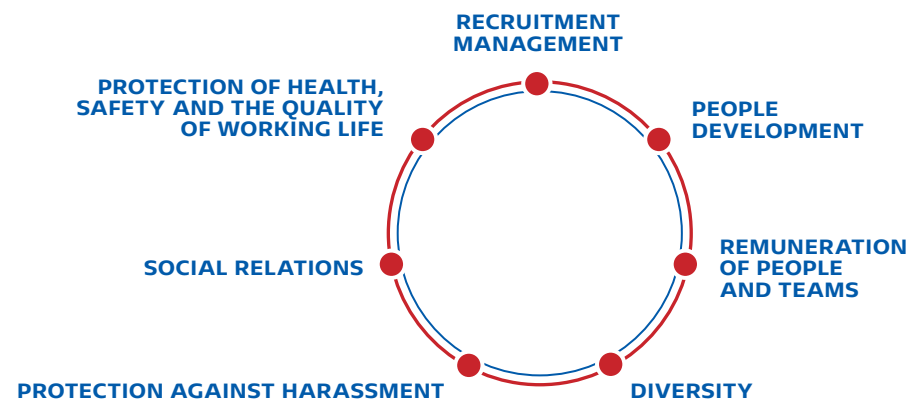 RECRUITMENT
MANAGEMENT
PEOPLE
DEVELOPMENT
REMUNERATION
OF PEOPLE
AND TEAMS
DIVERSITY
PROTECTION AGAINST HARASSMENT
SOCIAL RELATIONS
PROTECTION OF HEALTH,
SAFETY AND THE QUALITY
OF WORKING LIFE